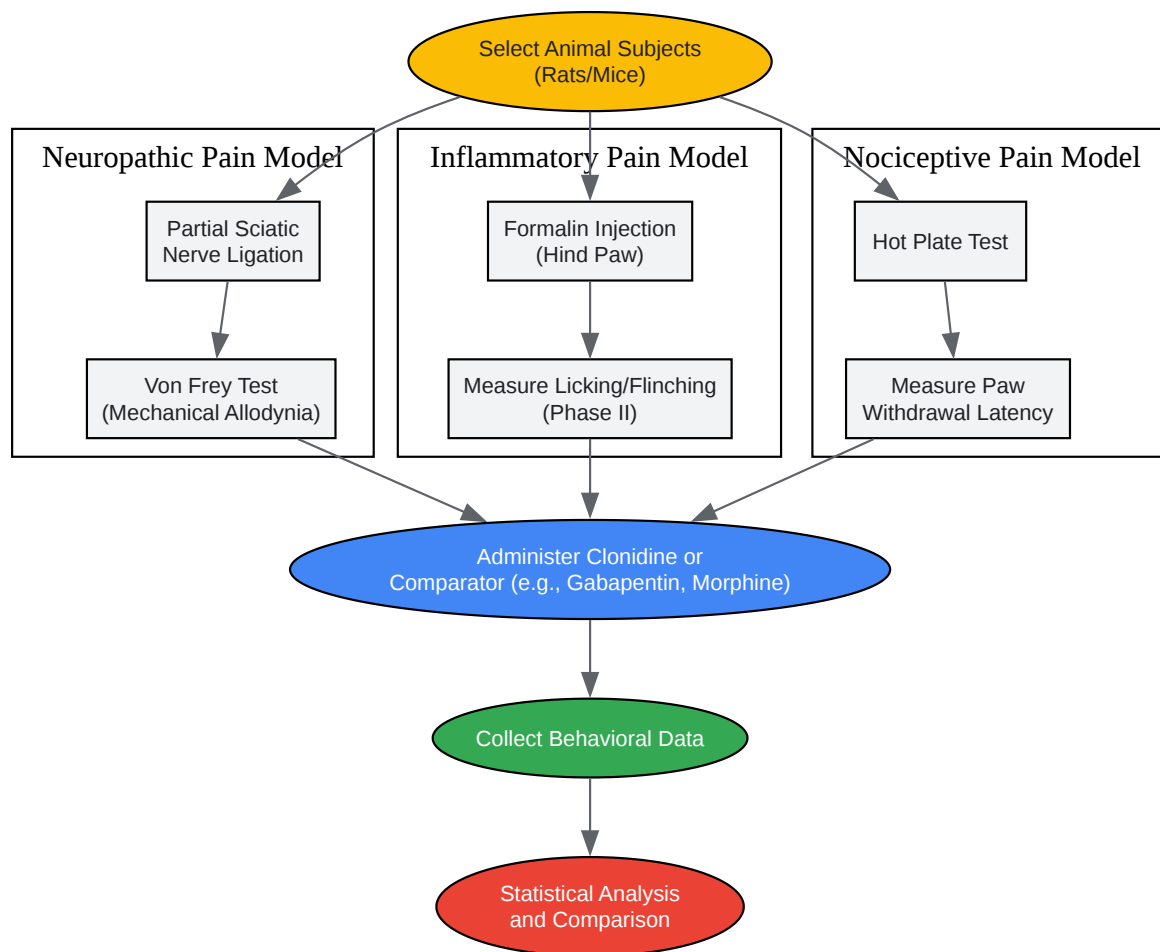 Select Animal Subjects
(Rats/Mice)
Neuropathic Pain Model
Inflammatory Pain Model
Nociceptive Pain Model
Partial Sciatic
Nerve Ligation
Formalin Injection
(Hind Paw)
Hot Plate Test
Von Frey Test
(Mechanical Allodynia)
Measure Licking/Flinching
(Phase II)
Measure Paw
Withdrawal Latency
Administer Clonidine or
Comparator (e.g., Gabapentin, Morphine)
Collect Behavioral Data
Statistical Analysis
and Comparison